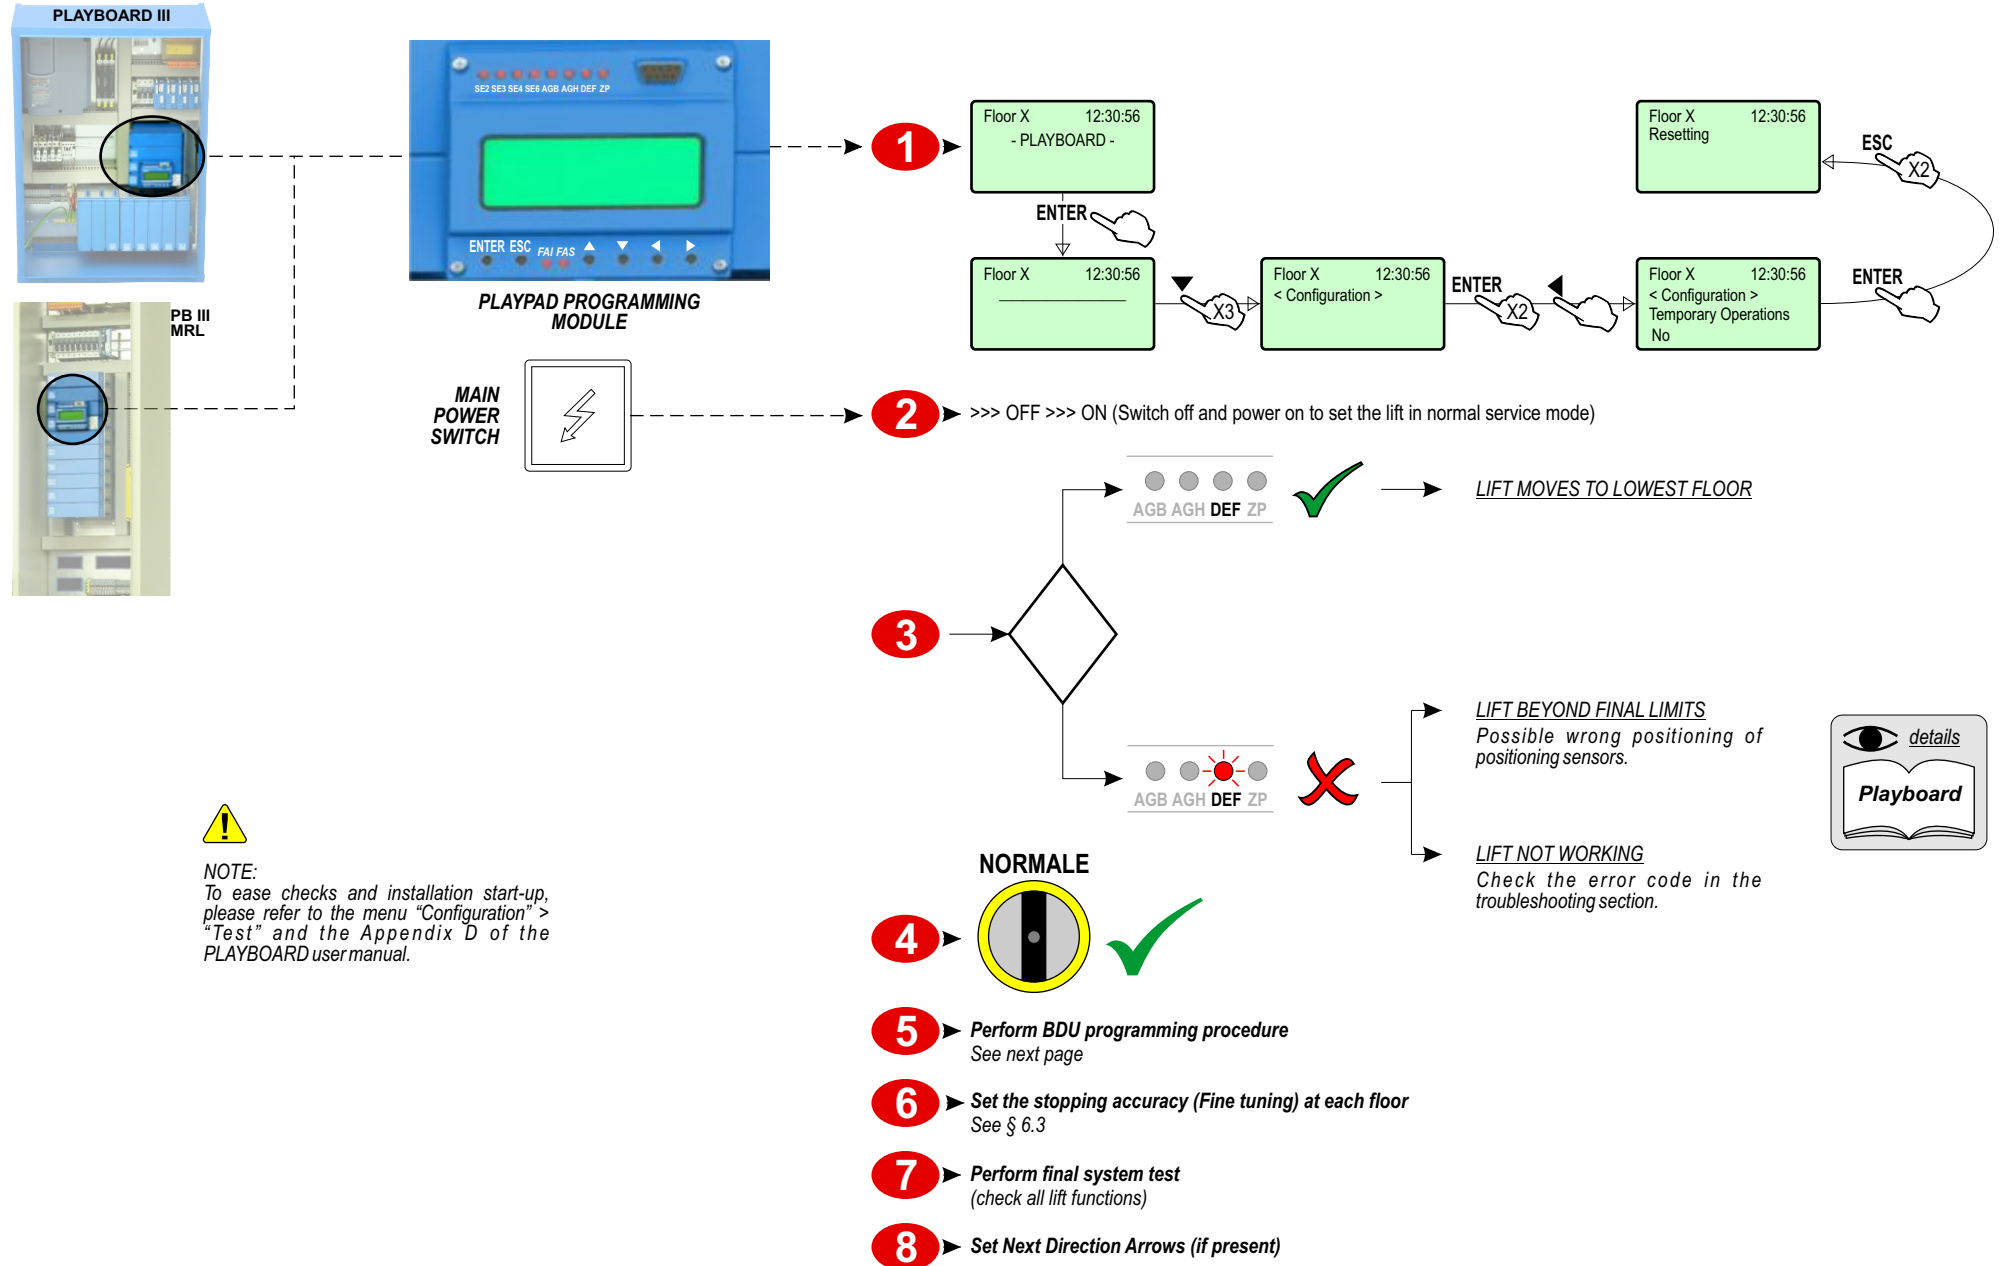 PLAYBOARD III
SE2 SE3 SE4 SE6 AGB AGH DEF ZP
ENTER ESC FAI FAS
PLAYPAD PROGRAMMING
MODULE
PB III
MRL
MAIN
POWER
SWITCH
1
Floor X 12:30:56
- PLAYBOARD -
ENTER
Floor X 12:30:56
X3
Floor X 12:30:56
< Configuration >
ENTER
X2
Floor X 12:30:56
< Configuration >
Temporary Operations
No
ENTER
ESC
X2
Floor X 12:30:56
Resetting
2
>>> OFF >>> ON (Switch off and power on to set the lift in normal service mode)
3
AGB AGH DEF ZP
LIFT MOVES TO LOWEST FLOOR
AGB AGH DEF ZP
LIFT BEYOND FINAL LIMITS
Possible wrong positioning of
positioning sensors.
LIFT NOT WORKING
Check the error code in the
troubleshooting section.
details
Playboard
NOTE:
To ease checks and installation start-up,
please refer to the menu “Configuration” >
“Test” and the Appendix D of the
PLAYBOARD user manual.
4
NORMALE
5
Perform BDU programming procedure
See next page
6
Set the stopping accuracy (Fine tuning) at each floor
See § 6.3
7
Perform final system test
(check all lift functions)
8
Set Next Direction Arrows (if present)